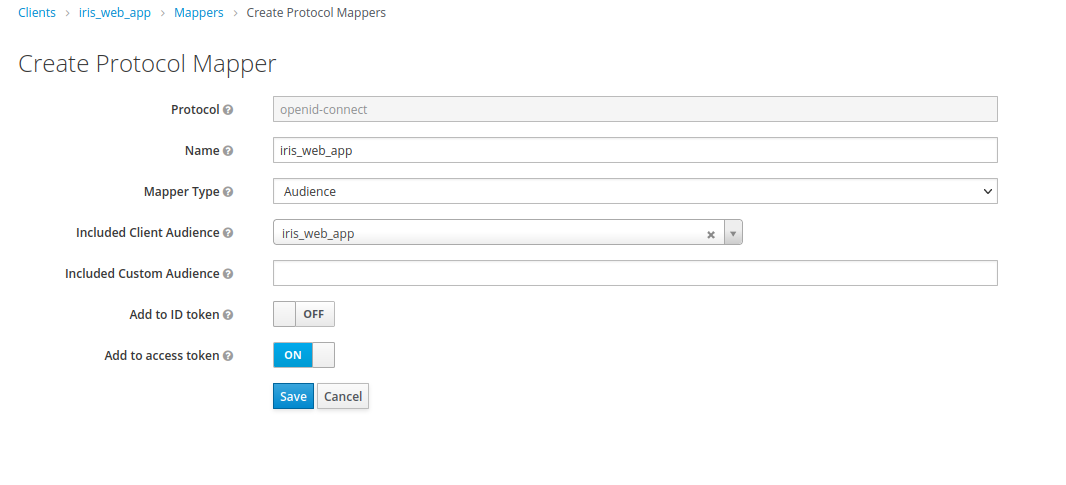 Clients > iris_web_app > Mappers > Create Protocol Mappers
Create Protocol Mapper
Protocol
openid-connect
Name
iris_web_app
Mapper Type
Audience
Included Client Audience
iris_web_app
Included Custom Audience
Add to ID token
OFF
Add to access token
ON
Save Cancel